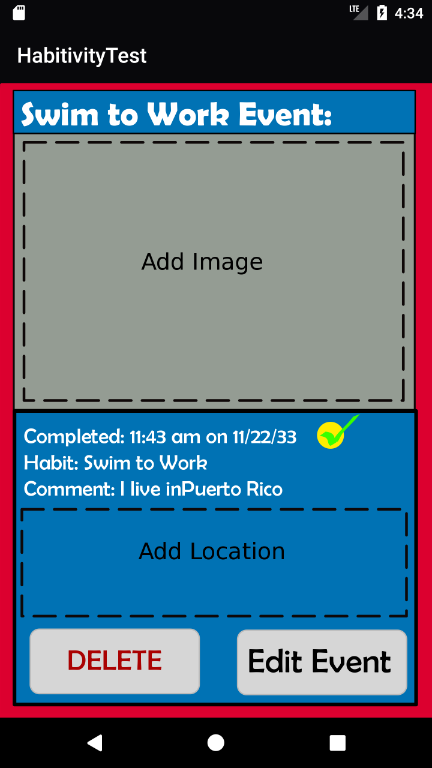 LTE 4:34
HabitivityTest
Swim to Work Event:
Add Image
Completed: 11:43 am on 11/22/33
Habit: Swim to Work
Comment: I live inPuerto Rico
Add Location
DELETE Edit Event